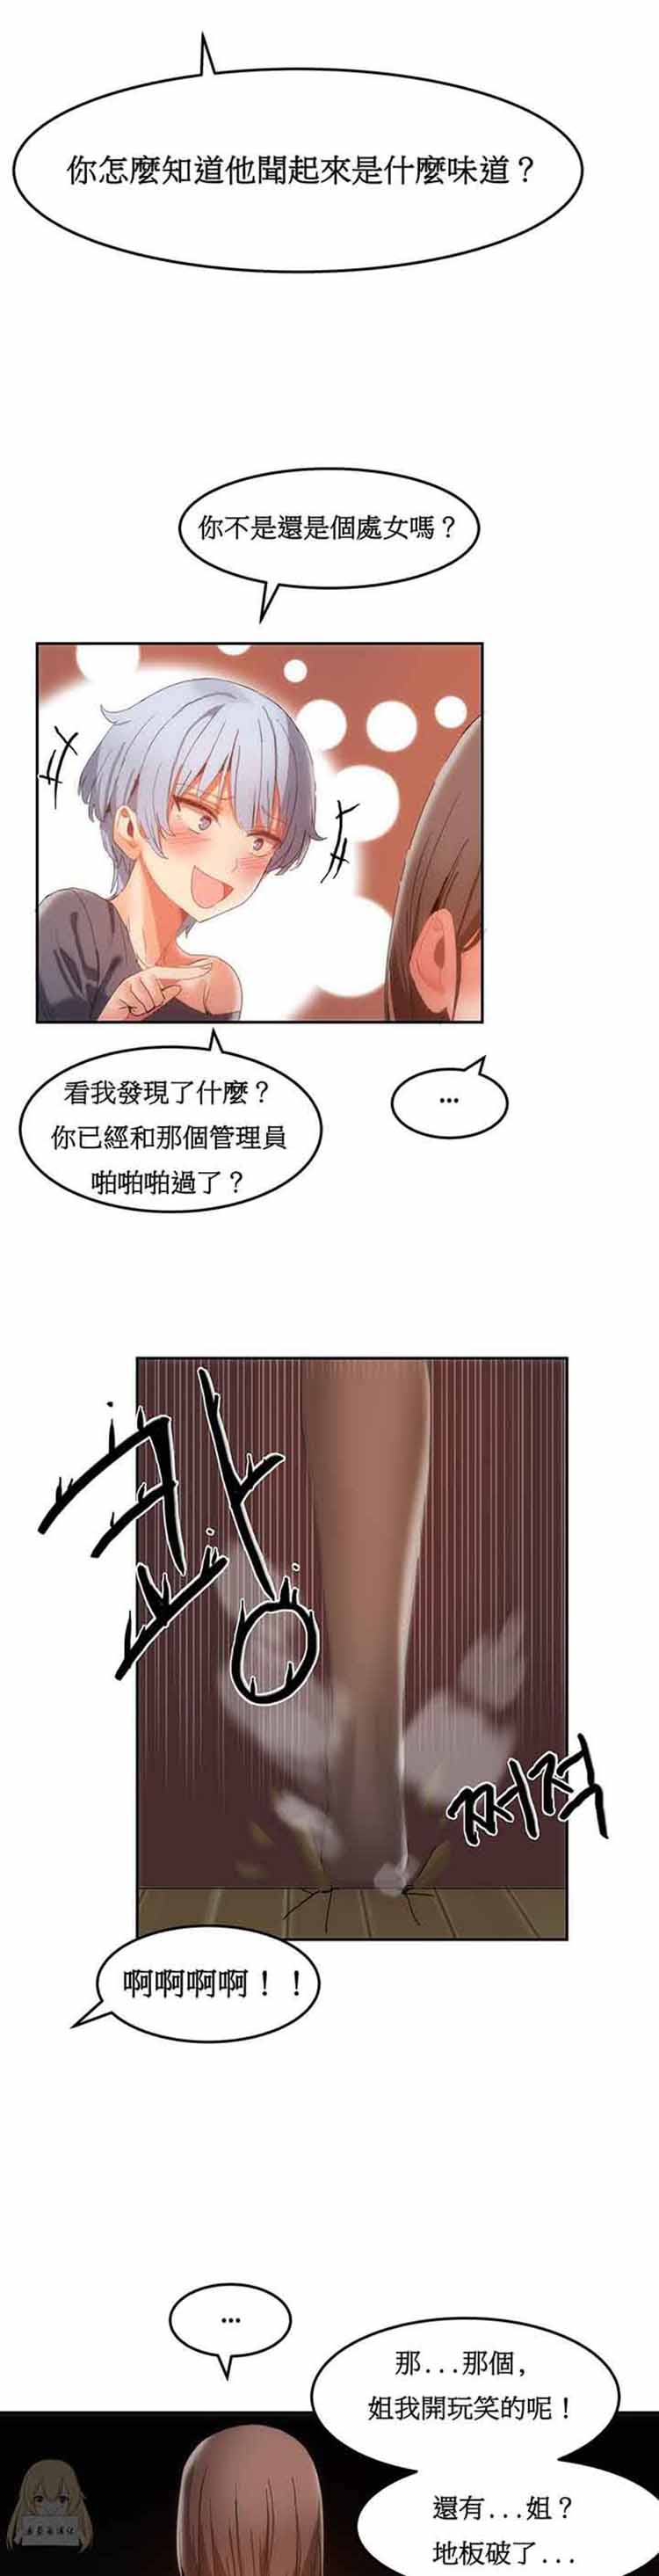 你怎麼知道他聞起來是什麼味道？
你不是還是個處女嗎？
看我發現了什麼？
你已經和那個管理員
啪啪啪過了？
...
쾅
쩌적
啊啊啊啊！！
...
那...那個,
姐我開玩笑的呢！
還有...姐？
地板破了...